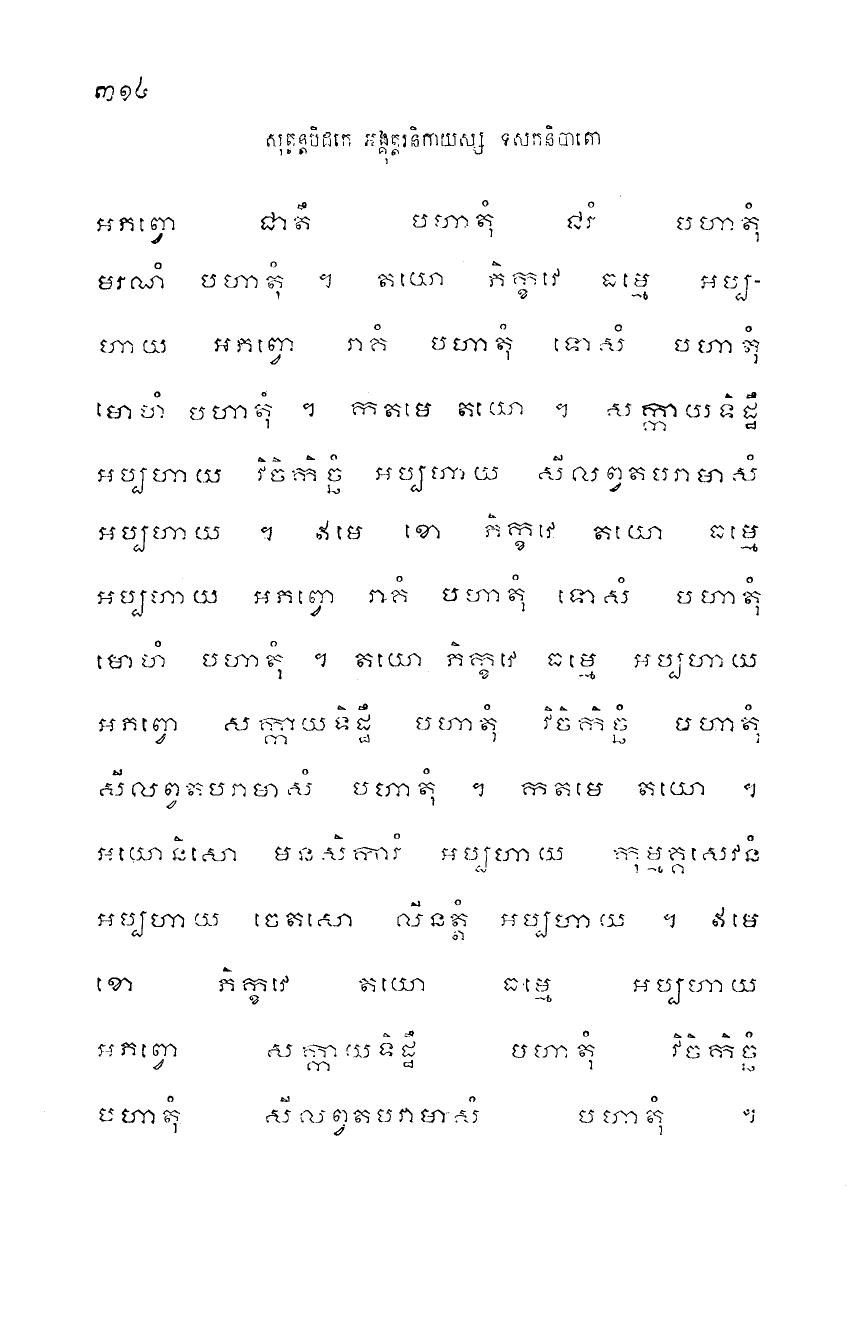 ៣១៤
សុត្តន្តបិដកេ អង្គុត្តរនិកាយស្ស ទសកនិបាតោ
អភព្វោ ជាតឹ បហាតុំ ជរំ បហាតុំ
មរណំ បហាតុំ ។ តយោ ភិក្ខវេ ធម្មេ អប្ប-
ហាយ អភព្វោ រាគំ បហាតុំ ទោសំ បហាតុំ
មោហំ បហាតុំ ។ កតមេ តយោ ។ សក្កាយទិដ្ឋឹ
អប្បហាយ វិចិកិច្ឆំ អប្បហាយ សីលព្វតបរាមាសំ
អប្បហាយ ។ ឥមេ ខោ ភិក្ខវេ តយោ ធម្មេ
អប្បហាយ អភព្វោ រាគំ បហាតុំ ទោសំ បហាតុំ
មោហំ បហាតុំ ។ តយោ ភិក្ខវេ ធម្មេ អប្បហាយ
អភព្វោ សក្កាយទិដ្ឋឹ បហាតុំ វិចិកិច្ឆំ បហាតុំ
សីលព្វតបរាមាសំ បហាតុំ ។ កតមេ តយោ ។
អយោនិសោ មនសិការំ អប្បហាយ កុម្មគ្គសេវនំ
អប្បហាយ ចេតសោ លីនត្តំ អប្បហាយ ។ ឥមេ
ខោ ភិក្ខវេ តយោ ធម្មេ អប្បហាយ
អភព្វោ សក្កាយទិដ្ឋឹ បហាតុំ វិចិកិច្ឆំ
បហាតុំ សីលព្វតបរាមាសំ បហាតុំ ។